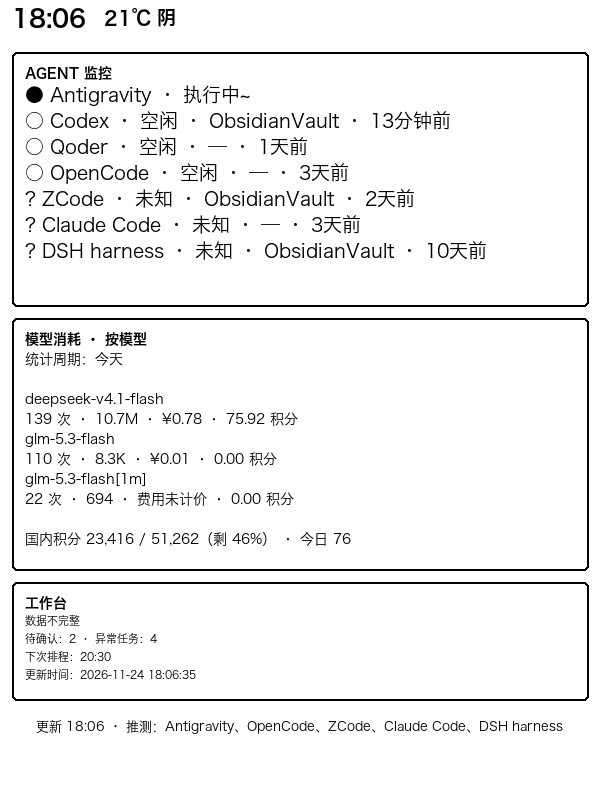 18:06 21°C 阴
AGENT 监控
● Antigravity · 执行中~
○ Codex · 空闲 · ObsidianVault · 13分钟前
○ Qoder · 空闲 · — · 1天前
○ OpenCode · 空闲 · — · 3天前
? ZCode · 未知 · ObsidianVault · 2天前
? Claude Code · 未知 · — · 3天前
? DSH harness · 未知 · ObsidianVault · 10天前
模型消耗 · 按模型
统计周期：今天
deepseek-v4.1-flash
139 次 · 10.7M · ¥0.78 · 75.92 积分
glm-5.3-flash
110 次 · 8.3K · ¥0.01 · 0.00 积分
glm-5.3-flash[1m]
22 次 · 694 · 费用未计价 · 0.00 积分
国内积分 23,416 / 51,262（剩 46%） · 今日 76
工作台
数据不完整
待确认：2 · 异常任务：4
下次排程：20:30
更新时间：2026-11-24 18:06:35
更新 18:06 · 推测：Antigravity、OpenCode、ZCode、Claude Code、DSH harness